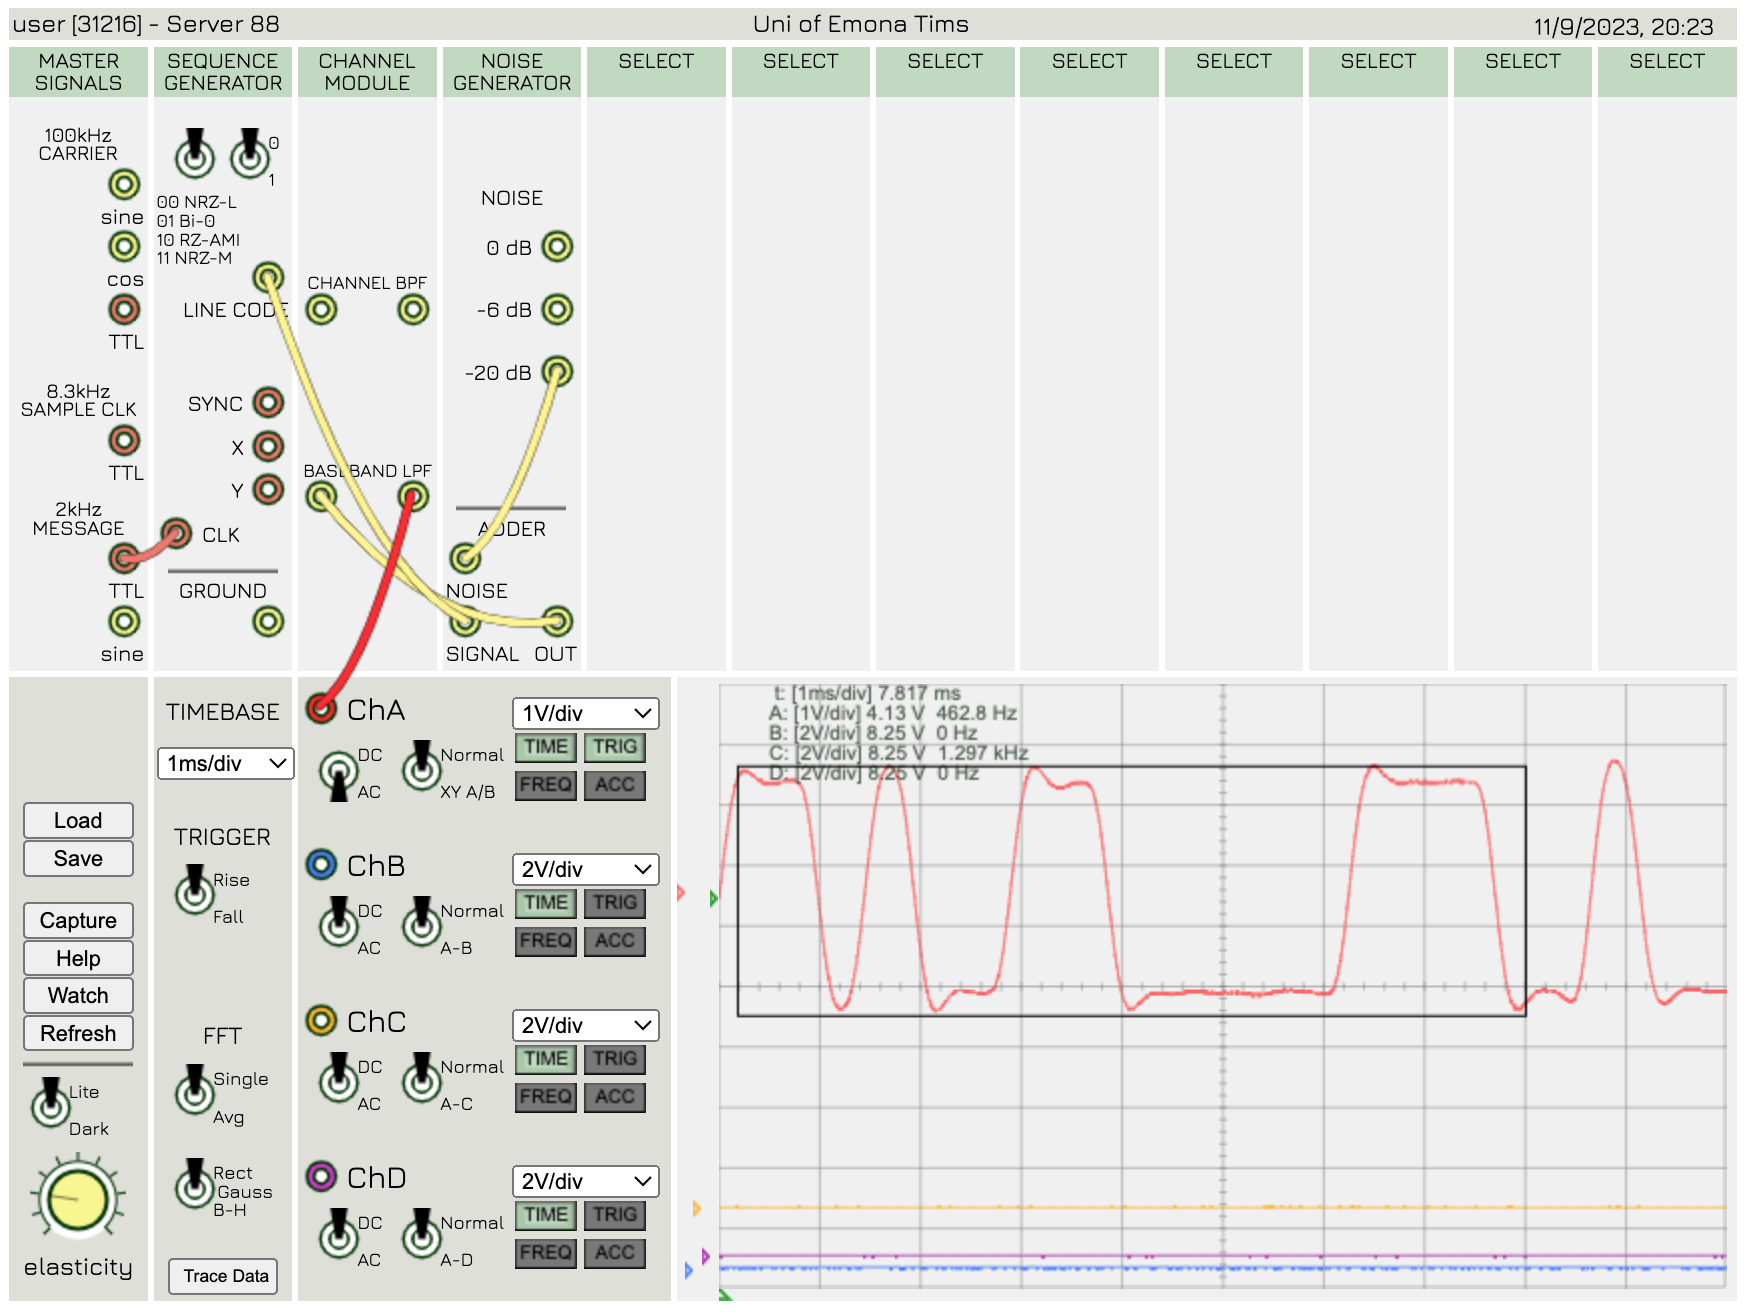 user [31216] - Server 88
Uni of Emona Tims
11/9/2023, 20:23
MASTER
SIGNALS
SEQUENCE
GENERATOR
CHANNEL
MODULE
NOISE
GENERATOR
SELECT
SELECT
SELECT
SELECT
SELECT
SELECT
SELECT
SELECT
100kHz
CARRIER
sine
cos
TTL
8.3kHz
SAMPLE CLK
TTL
2kHz
MESSAGE
TTL
sine
0
1
00 NRZ-L
01 Bi-0
10 RZ-AMI
11 NRZ-M
LINE CODE
SYNC
X
Y
CLK
GROUND
CHANNEL BPF
BASEBAND LPF
NOISE
0 dB
-6 dB
-20 dB
ADDER
NOISE
SIGNAL OUT
Load
Save
Capture
Help
Watch
Refresh
Lite
Dark
elasticity
TIMEBASE
1ms/div
TRIGGER
Rise
Fall
FFT
Single
Avg
Rect
Gauss
B-H
Trace Data
ChA
1V/div
DC
AC
Normal
XY A/B
TIME TRIG
FREQ ACC
ChB
2V/div
DC
AC
Normal
A-B
TIME TRIG
FREQ ACC
ChC
2V/div
DC
AC
Normal
A-C
TIME TRIG
FREQ ACC
ChD
2V/div
DC
AC
Normal
A-D
TIME TRIG
FREQ ACC
t: [1ms/div] 7.817 ms
A: [1V/div] 4.13 V 462.8 Hz
B: [2V/div] 8.25 V 0 Hz
C: [2V/div] 8.25 V 1.297 kHz
D: [2V/div] 8.25 V 0 Hz